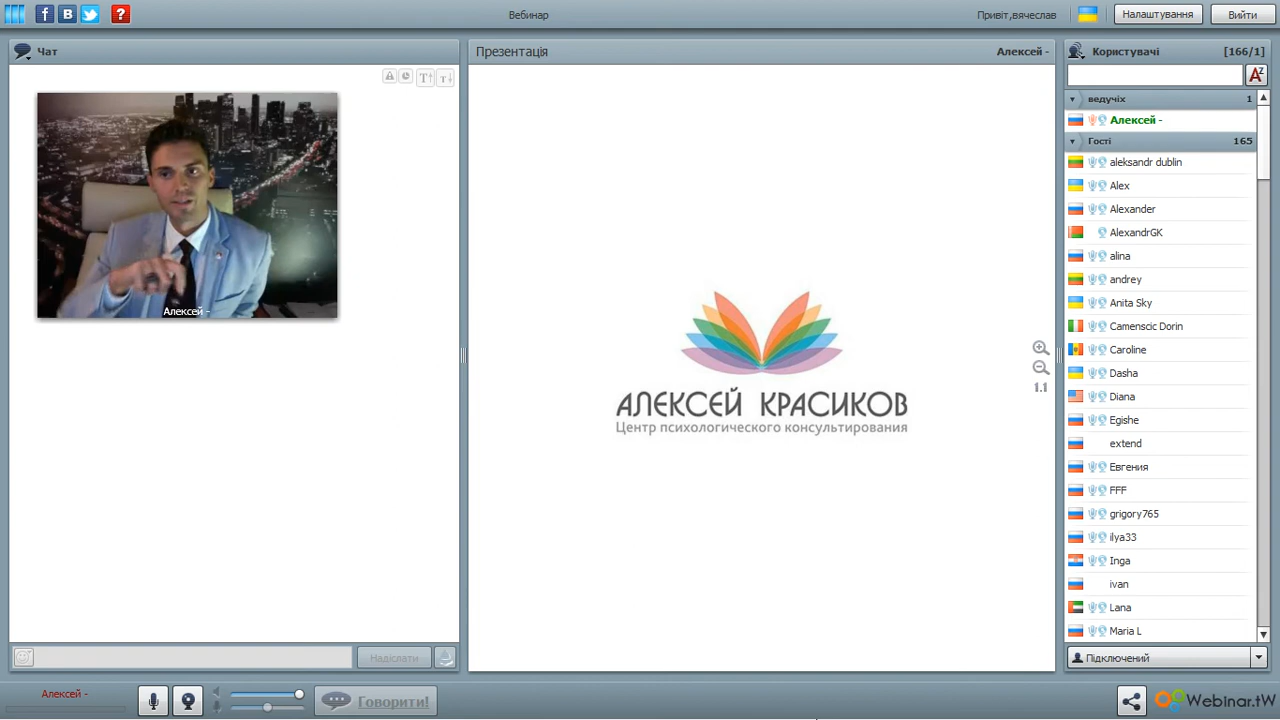 f B ?
Вебинар
Привіт,вячеслав
Налаштування
Вийти
Чат
T↑ T↓
Алексей -
Презентація
Алексей -
АЛЕКСЕЙ КРАСИКОВ
Центр психологического консультирования
1.1
Користувачі [166/1]
AZ
ведучіх 1
Алексей -
Гості 165
aleksandr dublin
Alex
Alexander
AlexandrGK
alina
andrey
Anita Sky
Camenscic Dorin
Caroline
Dasha
Diana
Egishe
extend
Евгения
FFF
grigory765
ilya33
Inga
ivan
Lana
Maria L
Надіслати
Підключений
Алексей -
Говорити!
Webinar.tW